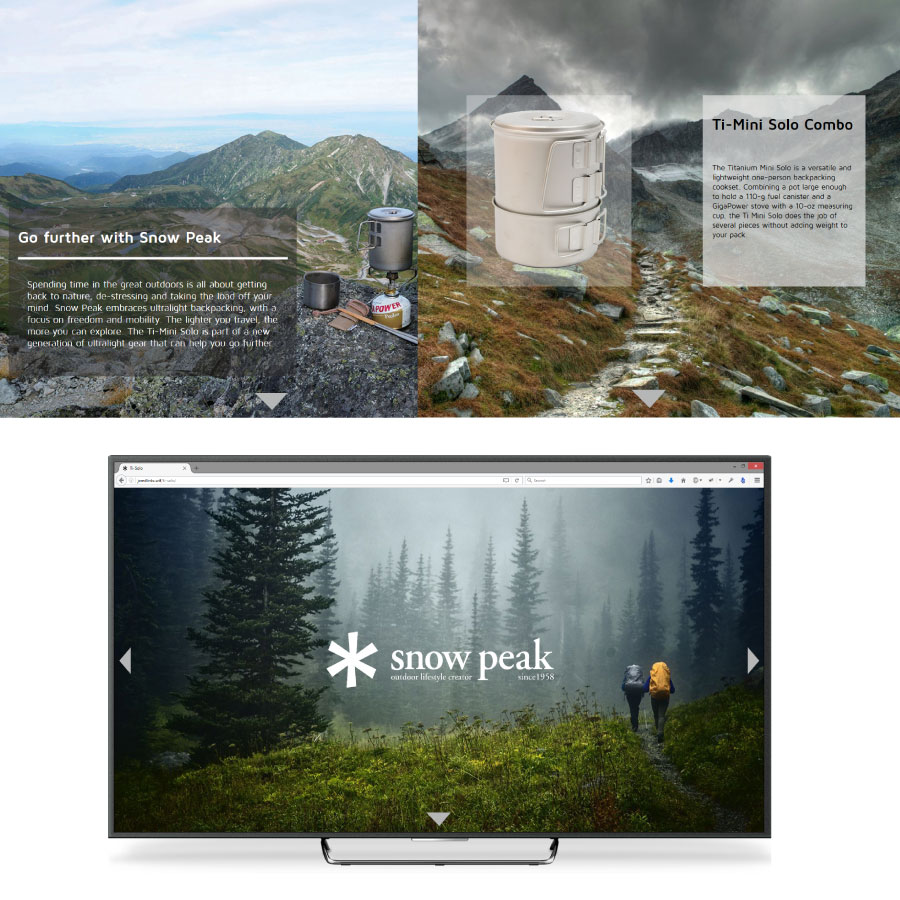 Go further with Snow Peak
Spending time in the great outdoors is all about getting
back to nature, de-stressing and taking the load off your
mind. Snow Peak embraces ultralight backpacking, with a
focus on freedom and mobility. The lighter you travel, the
more you can explore. The Ti-Mini Solo is part of a new
generation of ultralight gear that can help you go further.
POWER
Ti-Mini Solo Combo
The Titanium Mini Solo is a versatile and
lightweight one-person backpacking
cookset. Combining a pot large enough
to hold a 110-g fuel canister and a
GigaPower stove with a 10-oz measuring
cup, the Ti Mini Solo does the job of
several pieces without adding weight to
your pack.
Ti-Solo
Search
snow peak
outdoor lifestyle creator since1958